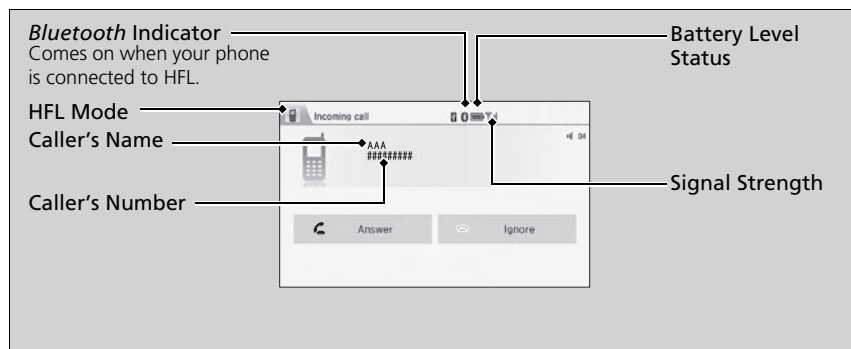 Bluetooth Indicator
Comes on when your phone
is connected to HFL.
HFL Mode
Caller's Name
Caller's Number
Battery Level
Status
Signal Strength
Incoming call
04
AAA
#########
Answer
Ignore